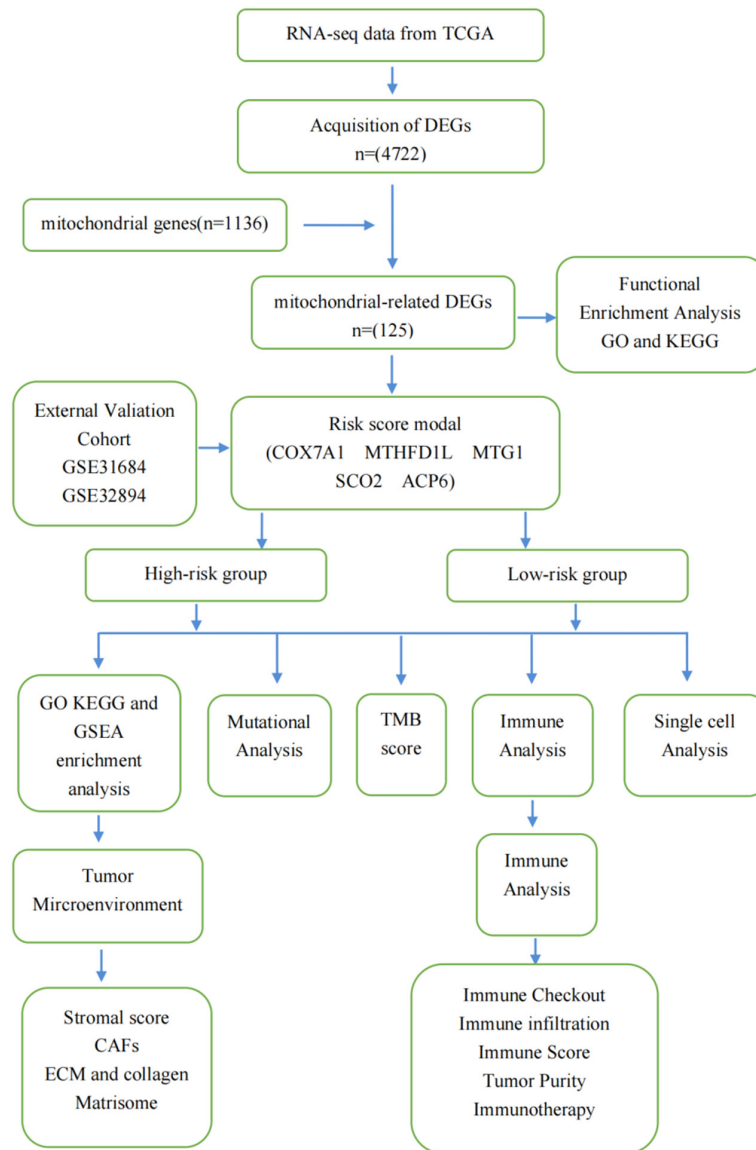 RNA-seq data from TCGA
Acquisition of DEGs
n=(4722)
mitochondrial genes(n=1136)
mitochondrial-related DEGs
n=(125)
Functional
Enrichment Analysis
GO and KEGG
External Valiation
Cohort
GSE31684
GSE32894
Risk score modal
(COX7A1 MTHFD1L MTG1
SCO2 ACP6)
High-risk group
Low-risk group
GO KEGG and
GSEA
enrichment
analysis
Mutational
Analysis
TMB
score
Immune
Analysis
Single cell
Analysis
Tumor
Mircroenvironment
Immune
Analysis
Stromal score
CAFs
ECM and collagen
Matrisome
Immune Checkout
Immune infiltration
Immune Score
Tumor Purity
Immunotherapy